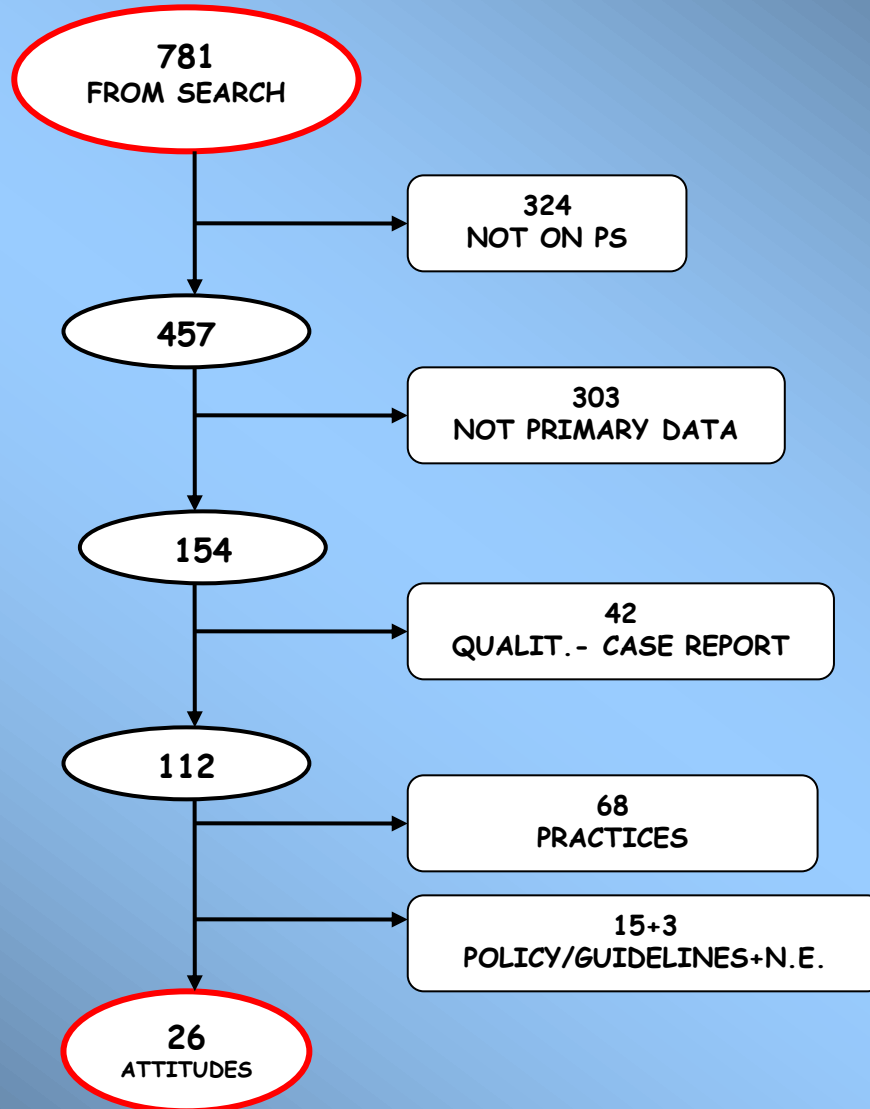 781
FROM SEARCH
324
NOT ON PS
457
303
NOT PRIMARY DATA
154
42
QUALIT.- CASE REPORT
112
68
PRACTICES
15+3
POLICY/GUIDELINES+N.E.
26
ATTITUDES